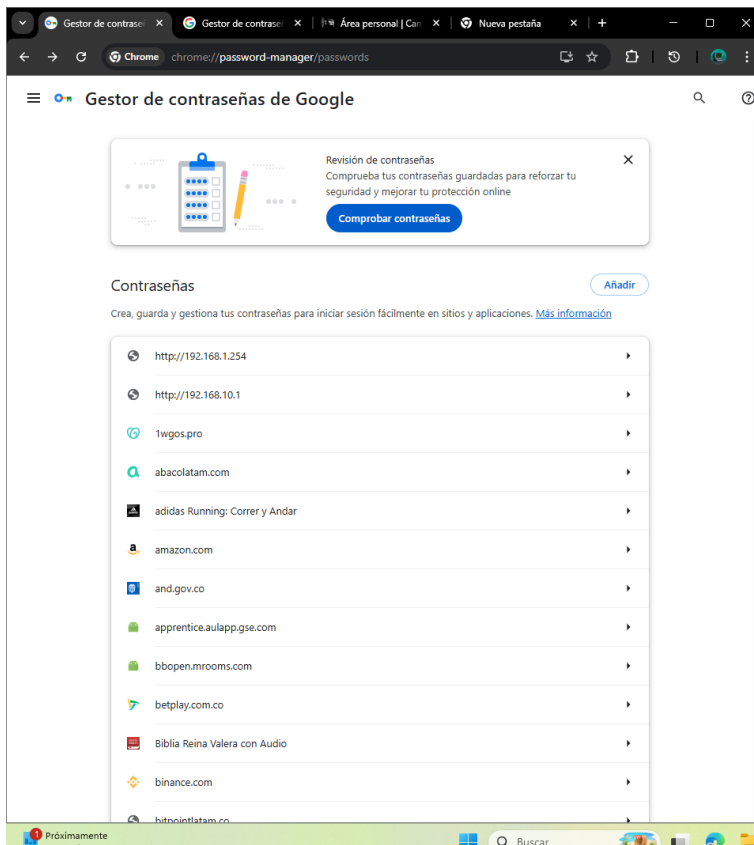 Gestor de contraseñ
Gestor de contraseñ
Área personal | Can
Nueva pestaña
Chrome
chrome://password-manager/passwords
Gestor de contraseñas de Google
Revisión de contraseñas
Comprueba tus contraseñas guardadas para reforzar tu
seguridad y mejorar tu protección online
Comprobar contraseñas
Contraseñas
Añadir
Crea, guarda y gestiona tus contraseñas para iniciar sesión fácilmente en sitios y aplicaciones. Más información
http://192.168.1.254
http://192.168.10.1
1wgos.pro
abacolatam.com
adidas Running: Correr y Andar
amazon.com
and.gov.co
apprentice.aulapp.gse.com
bbopen.mrooms.com
betplay.com.co
Biblia Reina Valera con Audio
binance.com
bitpointlatam.co
1
Próximamente
Buscar